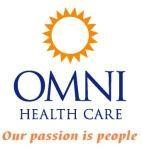 OMNI
HEALTH CARE
Our passion is people